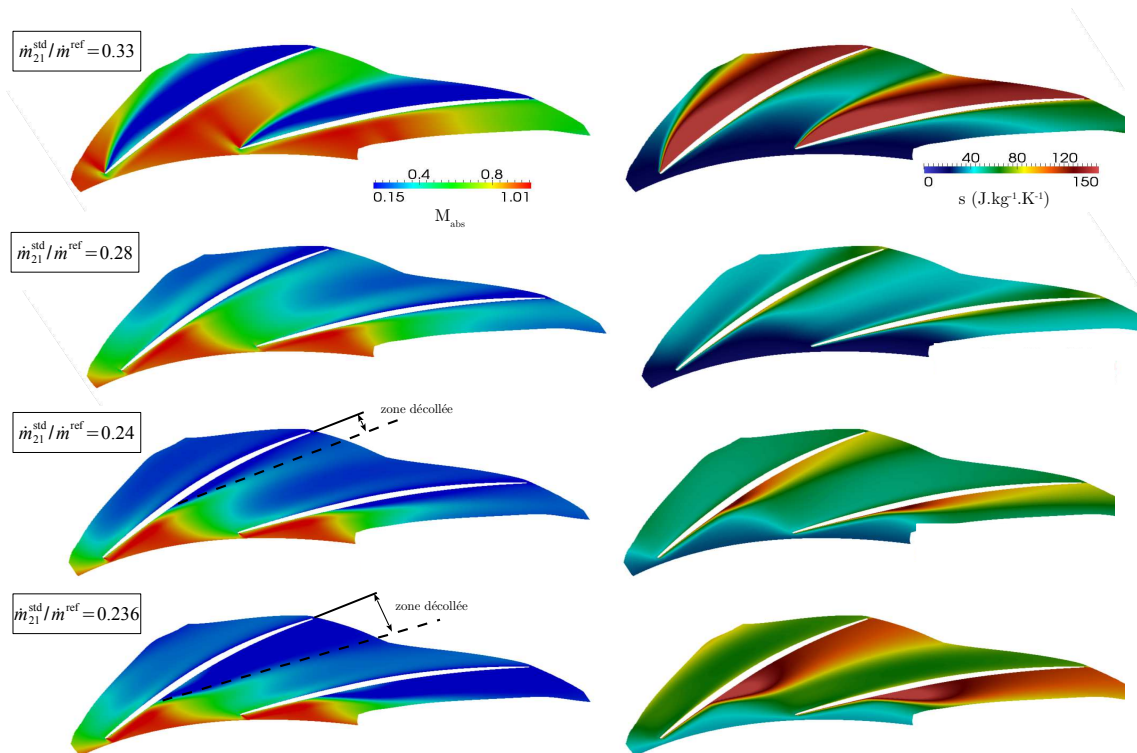 ṁ₂₁ˢᵗᵈ/ṁʳᵉᶠ=0.33
0.4 0.8
0.15 1.01
M_abs
40 80 120
0 150
s (J.kg⁻¹.K⁻¹)
ṁ₂₁ˢᵗᵈ/ṁʳᵉᶠ=0.28
zone décollée
ṁ₂₁ˢᵗᵈ/ṁʳᵉᶠ=0.24
zone décollée
ṁ₂₁ˢᵗᵈ/ṁʳᵉᶠ=0.236